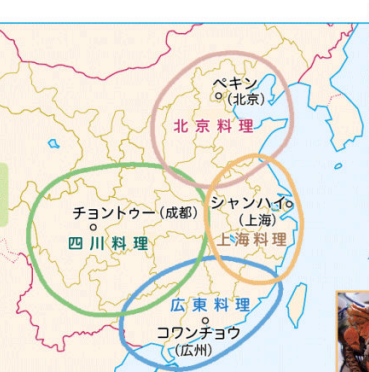 ペキン
(北京)
北京料理
シャンハイ
(上海)
上海料理
チョントゥー(成都)
四川料理
広東料理
コワンチョウ
(広州)